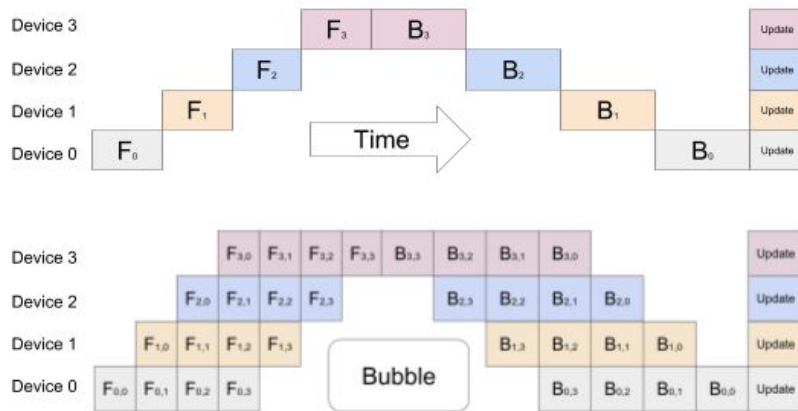 Device 3 F3 B3 Update
Device 2 F2 B2 Update
Device 1 F1 B1 Update
Time
Device 0 F0 B0 Update
Device 3 F3,0 F3,1 F3,2 F3,3 B3,3 B3,2 B3,1 B3,0 Update
Device 2 F2,0 F2,1 F2,2 F2,3 B2,3 B2,2 B2,1 B2,0 Update
Device 1 F1,0 F1,1 F1,2 F1,3 B1,3 B1,2 B1,1 B1,0 Update
Bubble
Device 0 F0,0 F0,1 F0,2 F0,3 B0,3 B0,2 B0,1 B0,0 Update